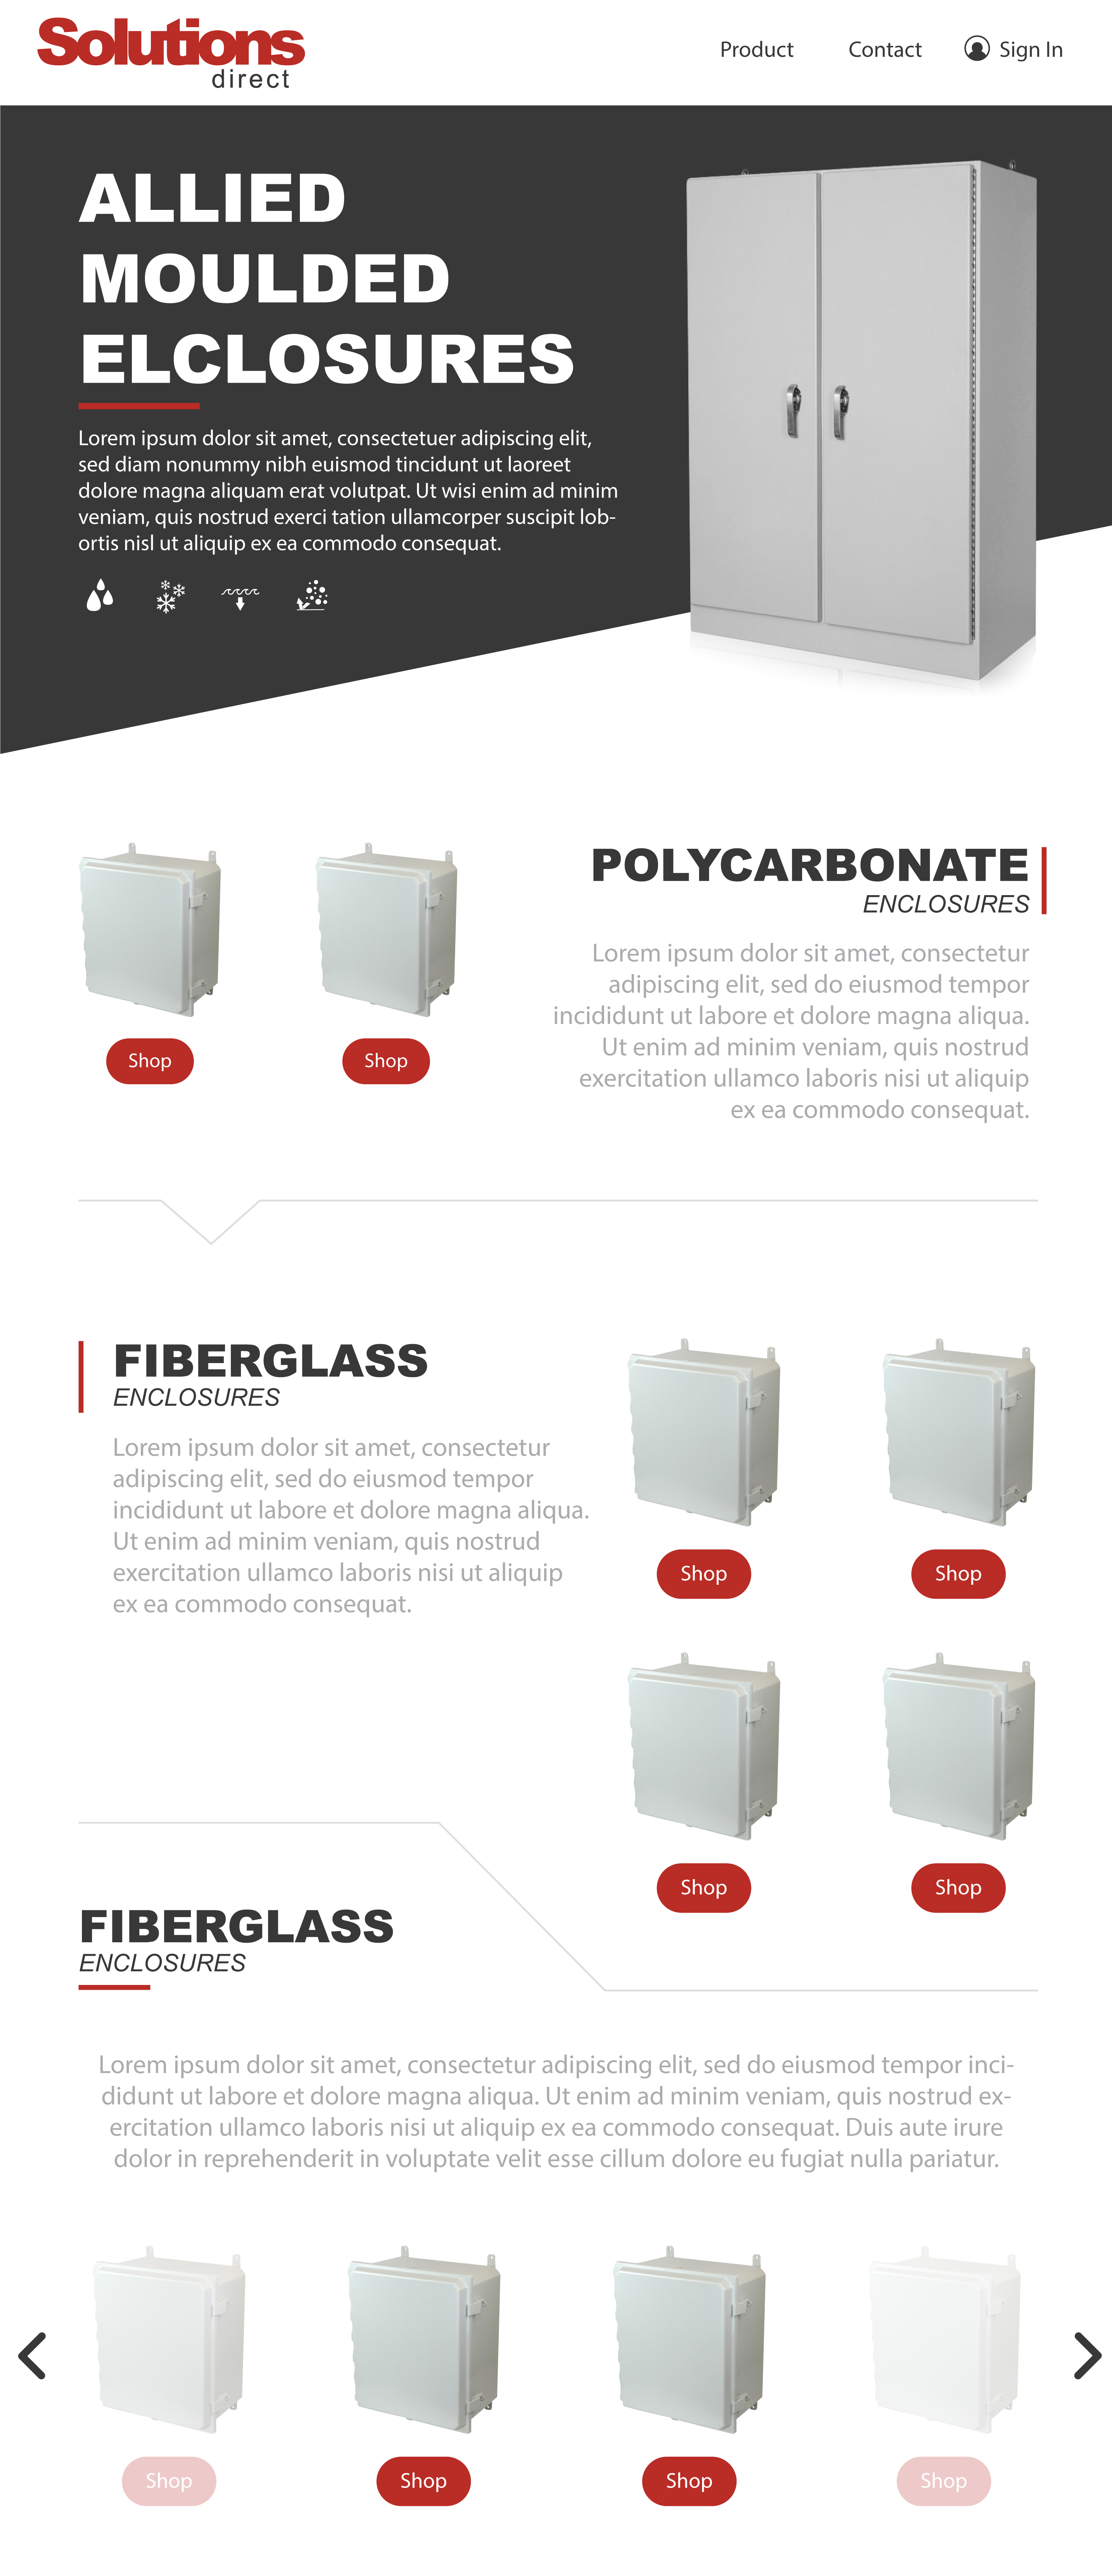 Solutions
direct
Product Contact Sign In
ALLIED
MOULDED
ELCLOSURES
Lorem ipsum dolor sit amet, consectetuer adipiscing elit,
sed diam nonummy nibh euismod tincidunt ut laoreet
dolore magna aliquam erat volutpat. Ut wisi enim ad minim
veniam, quis nostrud exerci tation ullamcorper suscipit lob-
ortis nisl ut aliquip ex ea commodo consequat.
POLYCARBONATE
ENCLOSURES
Lorem ipsum dolor sit amet, consectetur
adipiscing elit, sed do eiusmod tempor
incididunt ut labore et dolore magna aliqua.
Ut enim ad minim veniam, quis nostrud
exercitation ullamco laboris nisi ut aliquip
ex ea commodo consequat.
Shop Shop
FIBERGLASS
ENCLOSURES
Lorem ipsum dolor sit amet, consectetur
adipiscing elit, sed do eiusmod tempor
incididunt ut labore et dolore magna aliqua.
Ut enim ad minim veniam, quis nostrud
exercitation ullamco laboris nisi ut aliquip
ex ea commodo consequat.
Shop Shop
Shop Shop
FIBERGLASS
ENCLOSURES
Lorem ipsum dolor sit amet, consectetur adipiscing elit, sed do eiusmod tempor inci-
didunt ut labore et dolore magna aliqua. Ut enim ad minim veniam, quis nostrud ex-
ercitation ullamco laboris nisi ut aliquip ex ea commodo consequat. Duis aute irure
dolor in reprehenderit in voluptate velit esse cillum dolore eu fugiat nulla pariatur.
Shop Shop Shop Shop